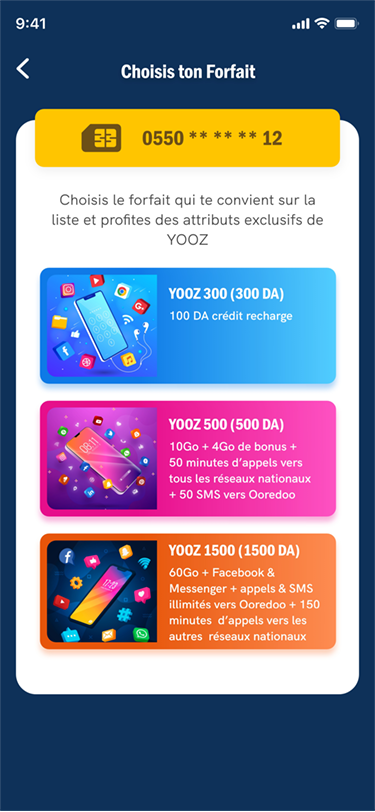 9:41
Choisis ton Forfait
0550 ** ** ** 12
Choisis le forfait qui te convient sur la
liste et profites des attributs exclusifs de
YOOZ
YOOZ 300 (300 DA)
100 DA crédit recharge
YOOZ 500 (500 DA)
10Go + 4Go de bonus +
50 minutes d'appels vers
tous les réseaux nationaux
+ 50 SMS vers Ooredoo
YOOZ 1500 (1500 DA)
60Go + Facebook &
Messenger + appels & SMS
illimités vers Ooredoo + 150
minutes d'appels vers les
autres réseaux nationaux